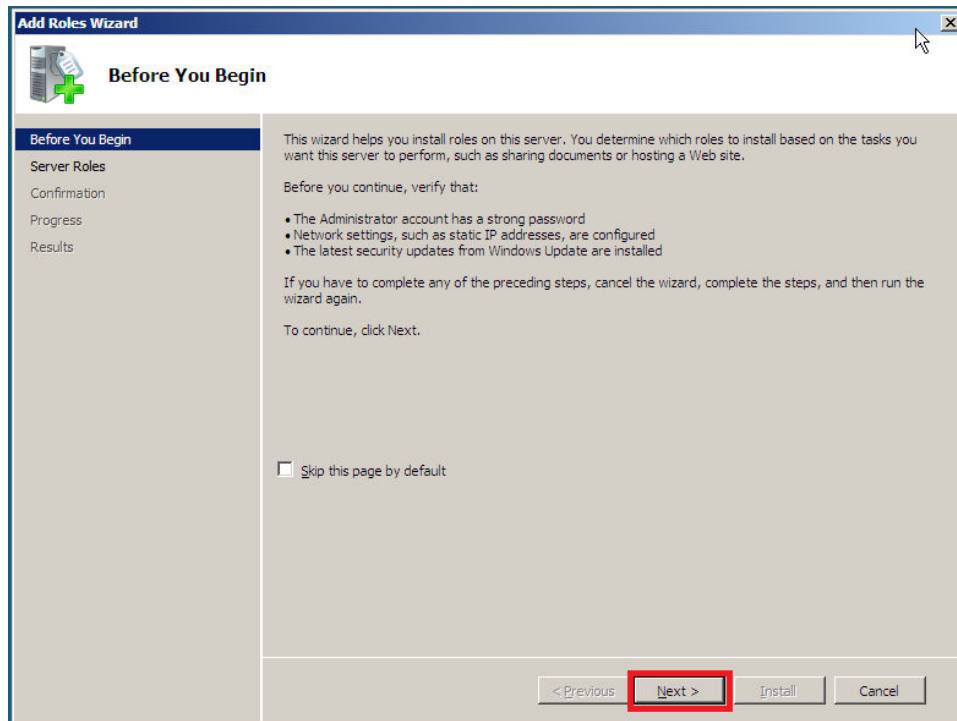 Add Roles Wizard
Before You Begin
Before You Begin
Server Roles
Confirmation
Progress
Results
This wizard helps you install roles on this server. You determine which roles to install based on the tasks you
want this server to perform, such as sharing documents or hosting a Web site.
Before you continue, verify that:
• The Administrator account has a strong password
• Network settings, such as static IP addresses, are configured
• The latest security updates from Windows Update are installed
If you have to complete any of the preceding steps, cancel the wizard, complete the steps, and then run the
wizard again.
To continue, click Next.
Skip this page by default
< Previous Next > Install Cancel